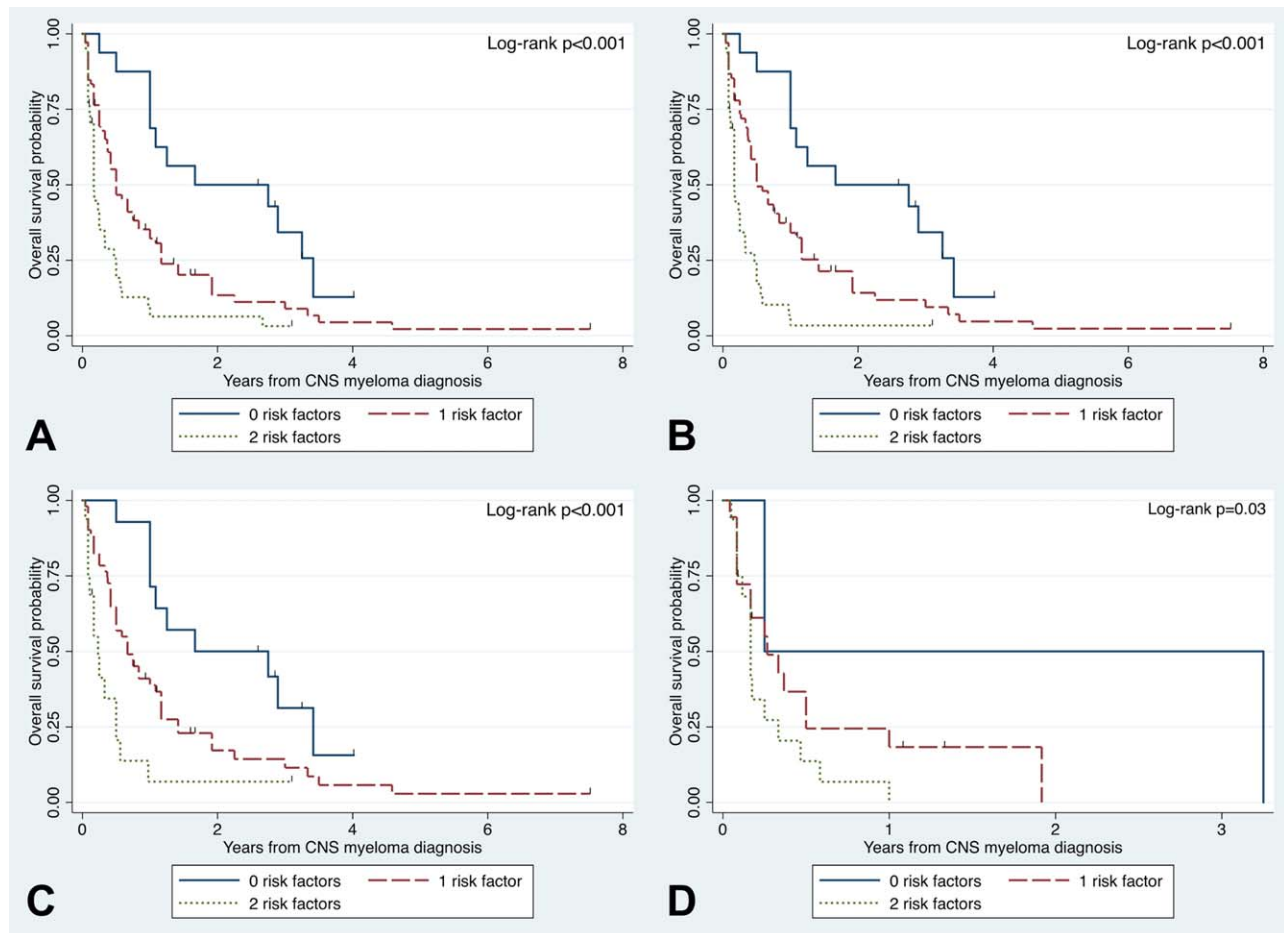 Log-rank p<0.001
Overall survival probability
1.00
0.75
0.50
0.25
0.00
0 2 4 6 8
Years from CNS myeloma diagnosis
0 risk factors 1 risk factor
2 risk factors
A
Log-rank p<0.001
Overall survival probability
1.00
0.75
0.50
0.25
0.00
0 2 4 6 8
Years from CNS myeloma diagnosis
0 risk factors 1 risk factor
2 risk factors
B
Log-rank p<0.001
Overall survival probability
1.00
0.75
0.50
0.25
0.00
0 2 4 6 8
Years from CNS myeloma diagnosis
0 risk factors 1 risk factor
2 risk factors
C
Log-rank p=0.03
Overall survival probability
1.00
0.75
0.50
0.25
0.00
0 1 2 3
Years from CNS myeloma diagnosis
0 risk factors 1 risk factor
2 risk factors
D